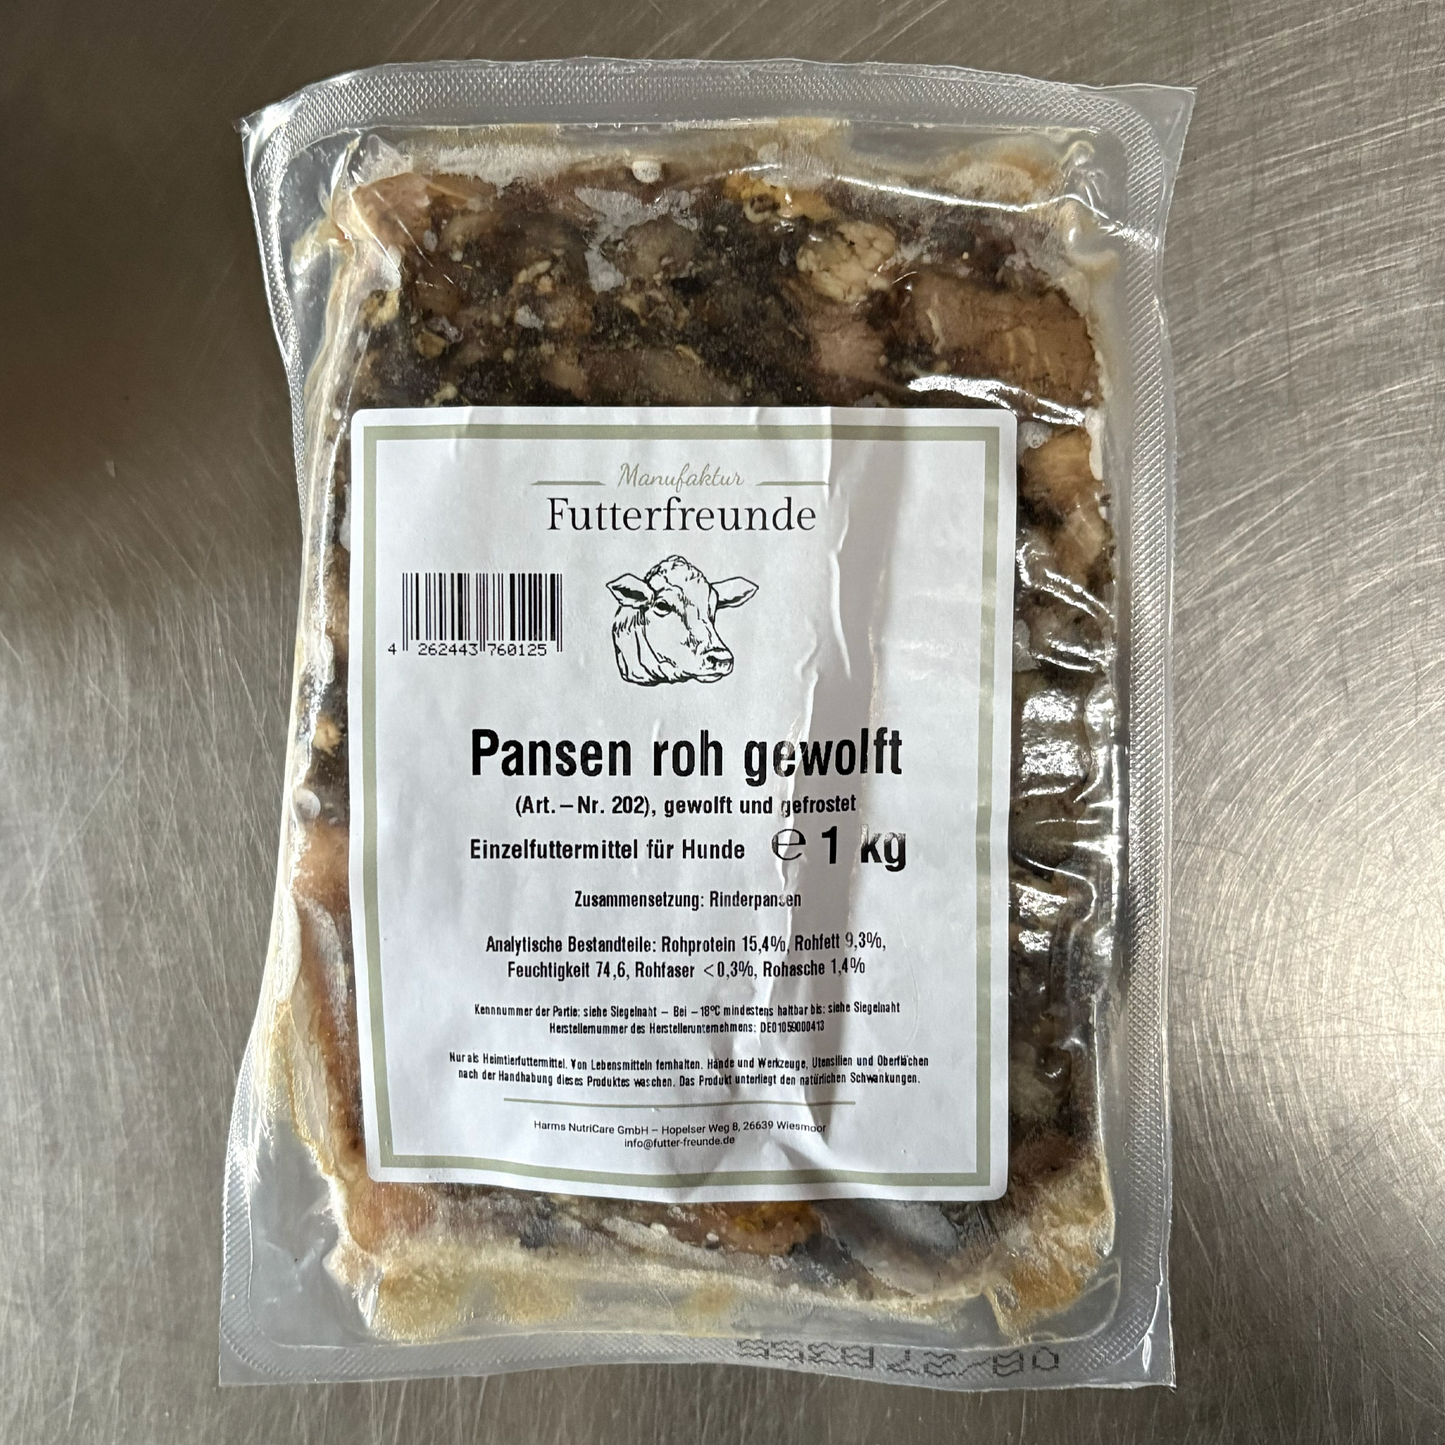 Manufaktur
Futterfreunde
4 262443 760125
Pansen roh gewolft
(Art.–Nr. 202), gewolft und gefrostet
Einzelfuttermittel für Hunde ℮ 1 kg
Zusammensetzung: Rinderpansen
Analytische Bestandteile: Rohprotein 15,4%, Rohfett 9,3%,
Feuchtigkeit 74,6, Rohfaser <0,3%, Rohasche 1,4%
Kennnummer der Partie: siehe Siegelnaht – Bei –18°C mindestens haltbar bis: siehe Siegelnaht
Herstellernummer des Herstellerunternehmens: DE01059000413
Nur als Heimtierfuttermittel. Von Lebensmitteln fernhalten. Hände und Werkzeuge, Utensilien und Oberflächen
nach der Handhabung dieses Produktes waschen. Das Produkt unterliegt den natürlichen Schwankungen.
Harms NutriCare GmbH – Hopelser Weg 8, 26639 Wiesmoor
info@futter-freunde.de